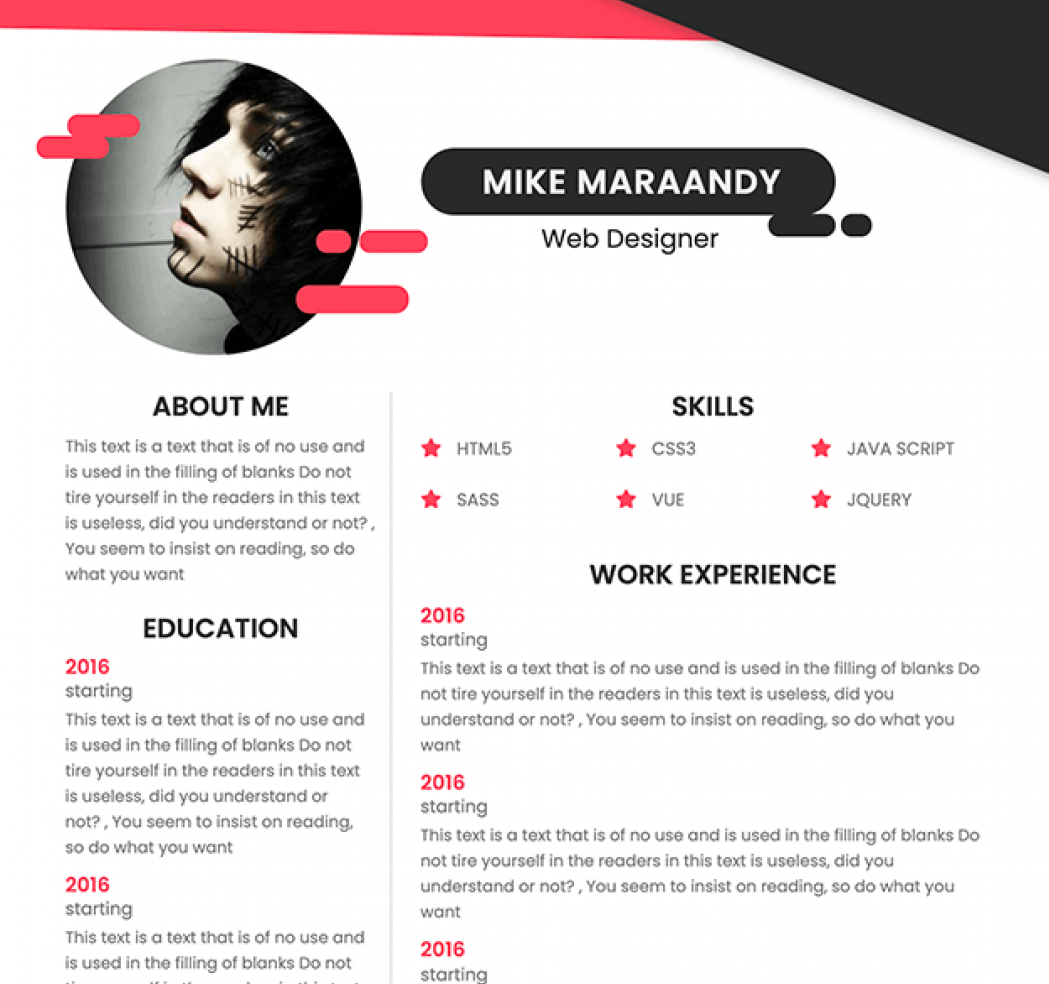 MIKE MARAANDY
Web Designer
ABOUT ME
This text is a text that is of no use and
is used in the filling of blanks Do not
tire yourself in the readers in this text
is useless, did you understand or not? ,
You seem to insist on reading, so do
what you want
EDUCATION
2016
starting
This text is a text that is of no use and
is used in the filling of blanks Do not
tire yourself in the readers in this text
is useless, did you understand or
not? , You seem to insist on reading,
so do what you want
2016
starting
This text is a text that is of no use and
is used in the filling of blanks Do not
SKILLS
HTML5 CSS3 JAVA SCRIPT
SASS VUE JQUERY
WORK EXPERIENCE
2016
starting
This text is a text that is of no use and is used in the filling of blanks Do
not tire yourself in the readers in this text is useless, did you
understand or not? , You seem to insist on reading, so do what you
want
2016
starting
This text is a text that is of no use and is used in the filling of blanks Do
not tire yourself in the readers in this text is useless, did you
understand or not? , You seem to insist on reading, so do what you
want
2016
starting